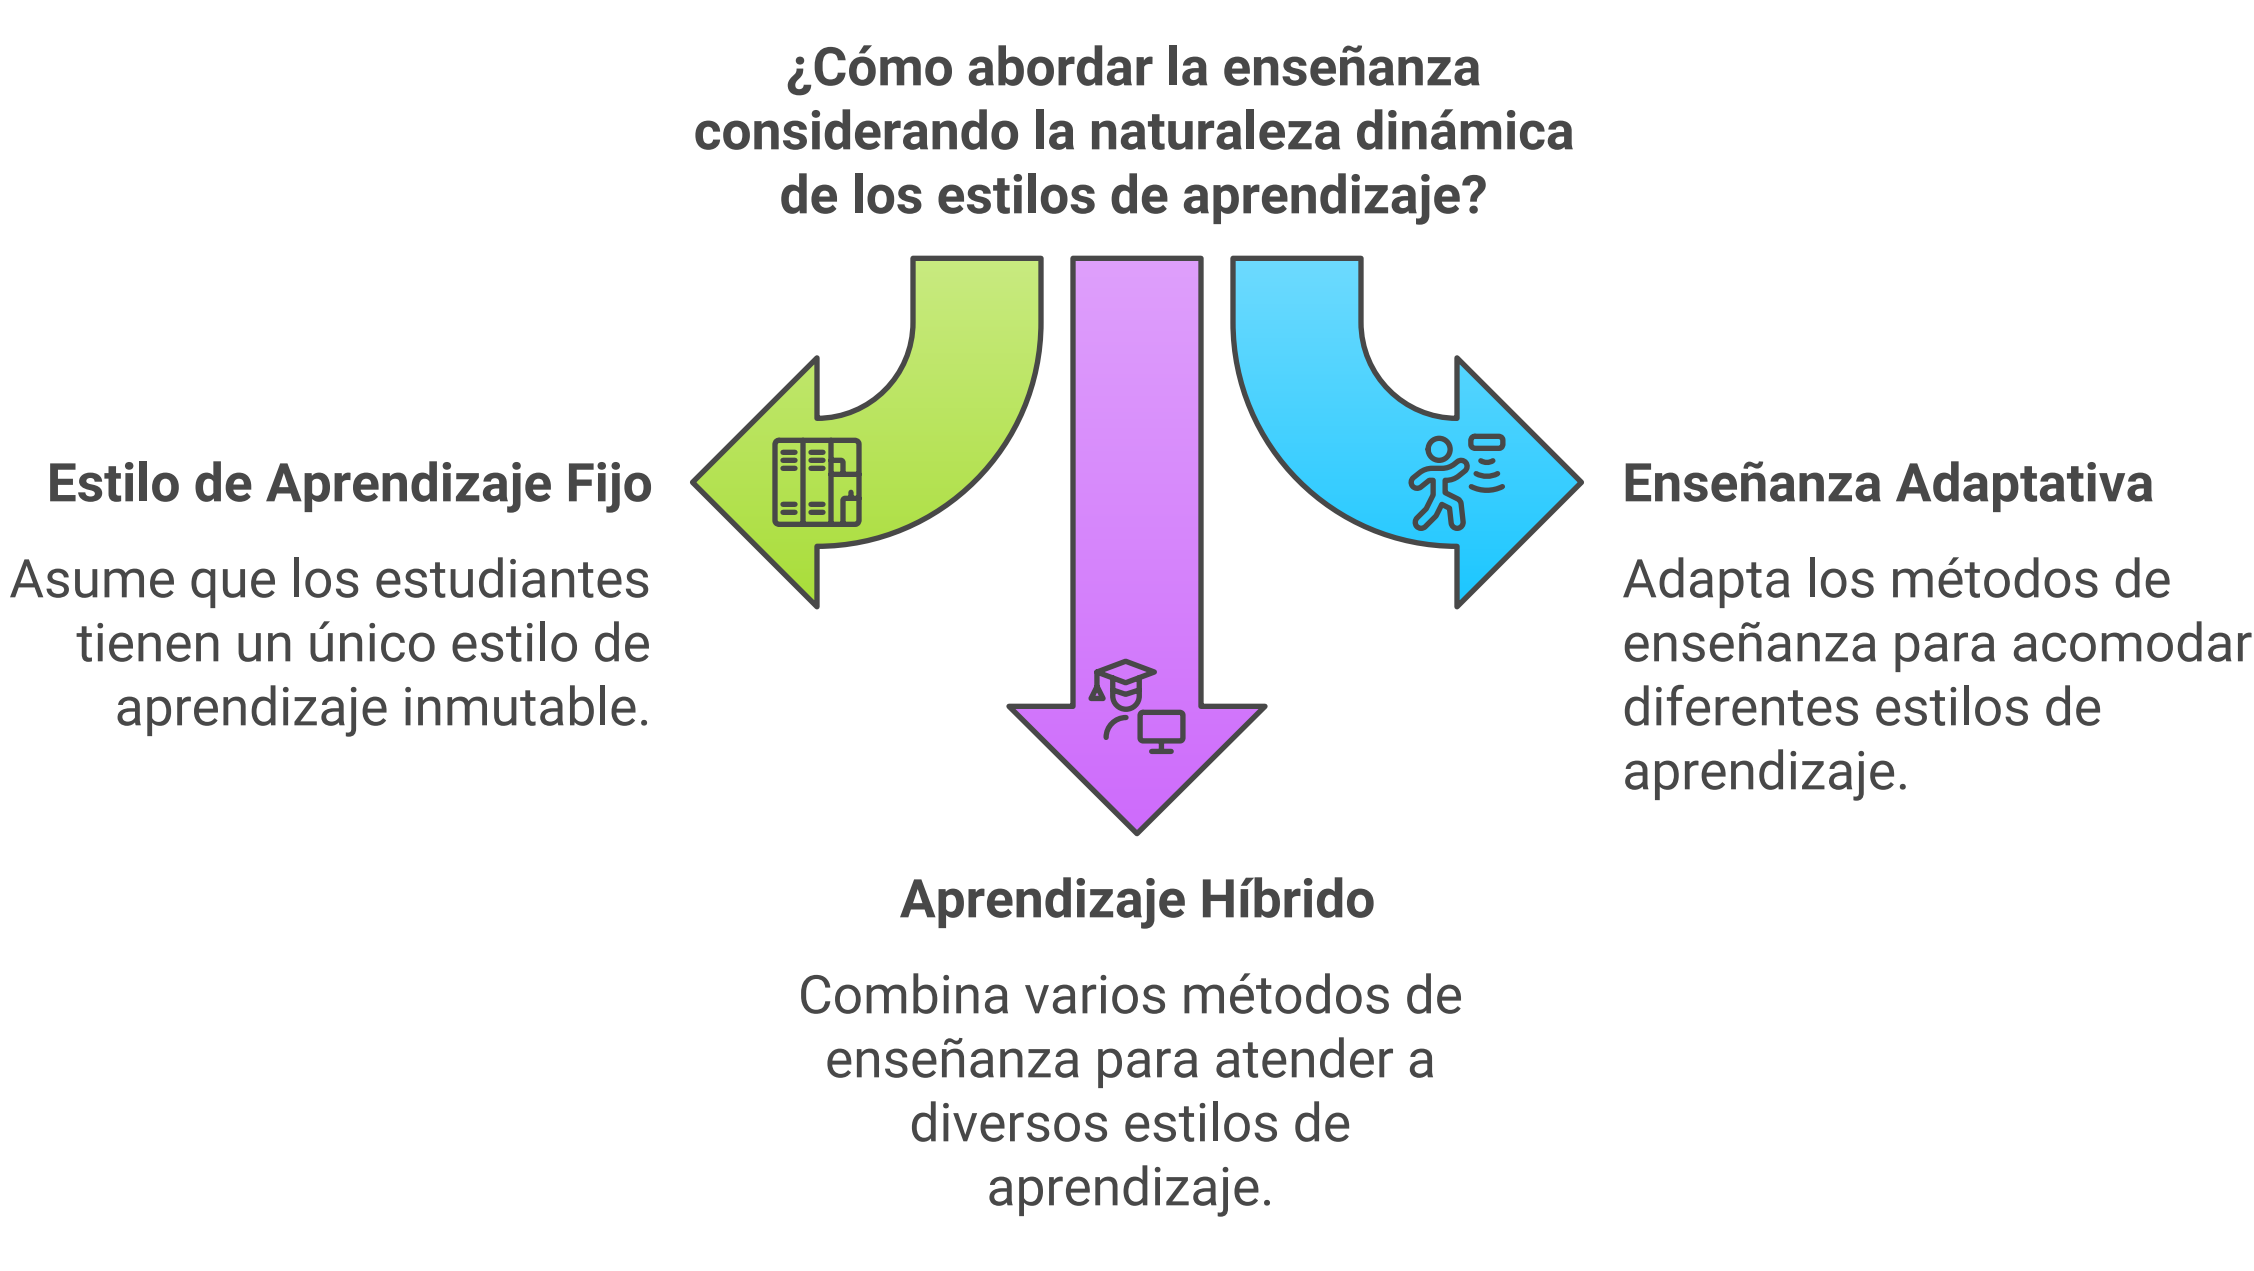 ¿Cómo abordar la enseñanza
considerando la naturaleza dinámica
de los estilos de aprendizaje?
Estilo de Aprendizaje Fijo
Asume que los estudiantes
tienen un único estilo de
aprendizaje inmutable.
Enseñanza Adaptativa
Adapta los métodos de
enseñanza para acomodar
diferentes estilos de
aprendizaje.
Aprendizaje Híbrido
Combina varios métodos de
enseñanza para atender a
diversos estilos de
aprendizaje.